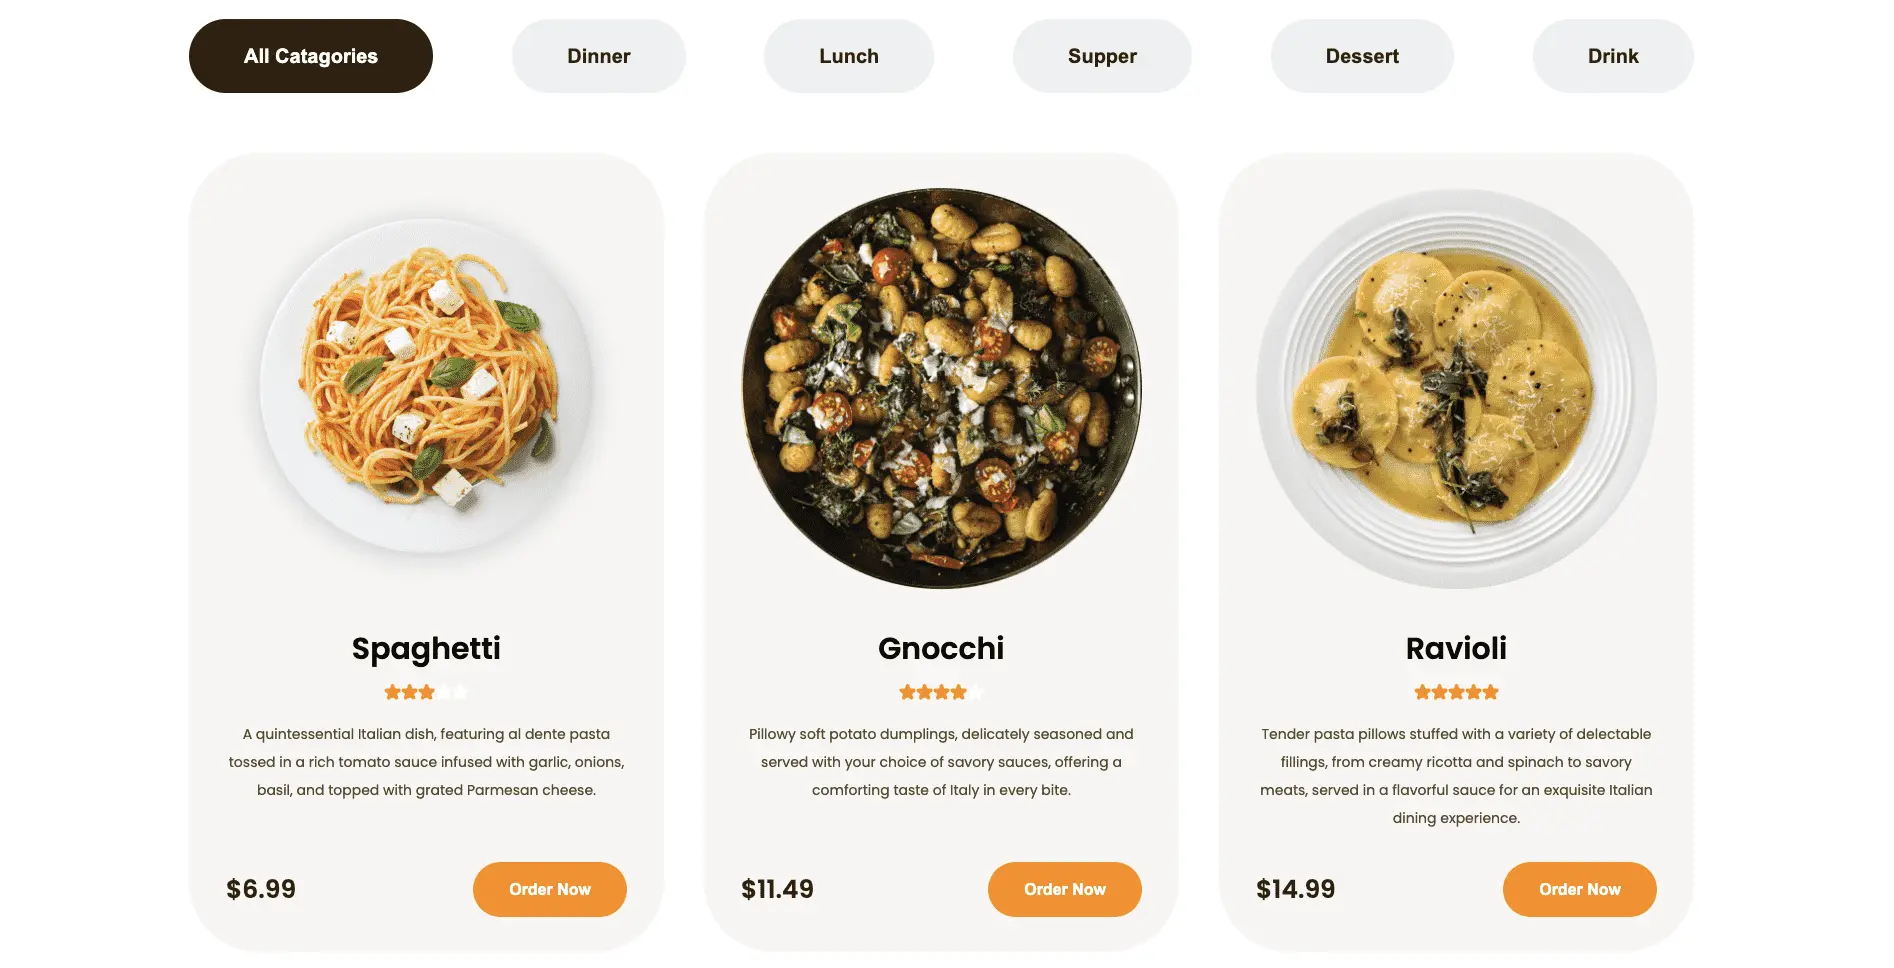 All Catagories
Dinner
Lunch
Supper
Dessert
Drink
Spaghetti
A quintessential Italian dish, featuring al dente pasta
tossed in a rich tomato sauce infused with garlic, onions,
basil, and topped with grated Parmesan cheese.
$6.99
Order Now
Gnocchi
Pillowy soft potato dumplings, delicately seasoned and
served with your choice of savory sauces, offering a
comforting taste of Italy in every bite.
$11.49
Order Now
Ravioli
Tender pasta pillows stuffed with a variety of delectable
fillings, from creamy ricotta and spinach to savory
meats, served in a flavorful sauce for an exquisite Italian
dining experience.
$14.99
Order Now